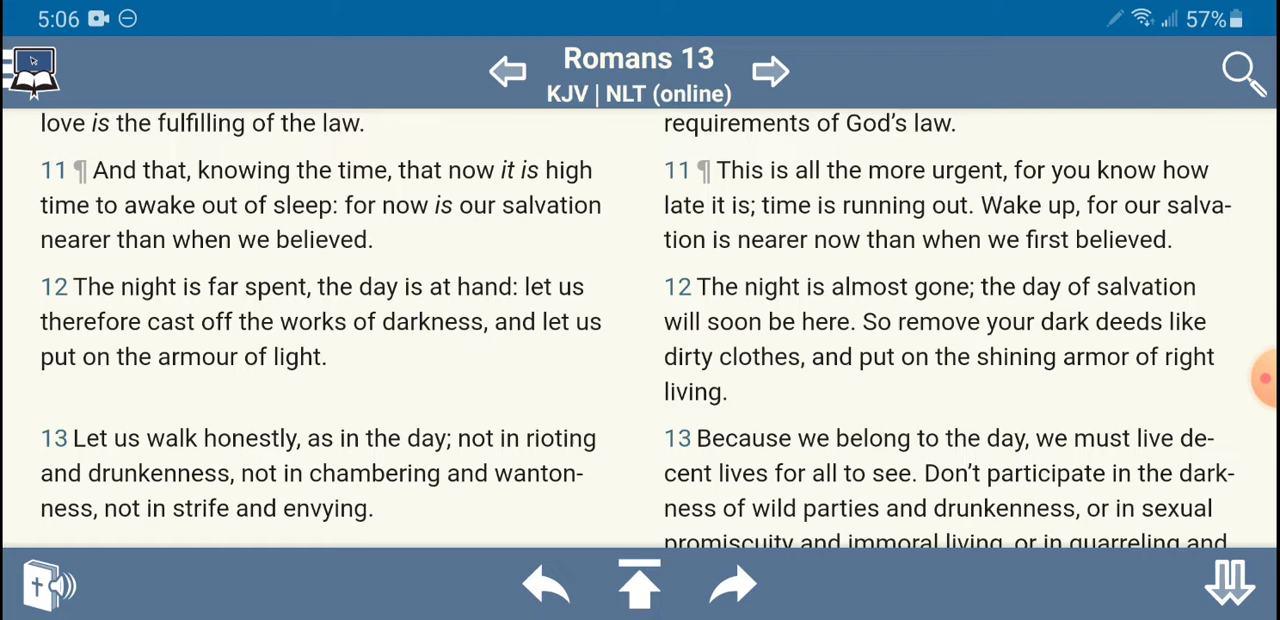 5:06
57%
Romans 13
KJV | NLT (online)
love is the fulfilling of the law.
11 ¶ And that, knowing the time, that now it is high
time to awake out of sleep: for now is our salvation
nearer than when we believed.
12 The night is far spent, the day is at hand: let us
therefore cast off the works of darkness, and let us
put on the armour of light.
13 Let us walk honestly, as in the day; not in rioting
and drunkenness, not in chambering and wanton-
ness, not in strife and envying.
requirements of God’s law.
11 ¶ This is all the more urgent, for you know how
late it is; time is running out. Wake up, for our salva-
tion is nearer now than when we first believed.
12 The night is almost gone; the day of salvation
will soon be here. So remove your dark deeds like
dirty clothes, and put on the shining armor of right
living.
13 Because we belong to the day, we must live de-
cent lives for all to see. Don’t participate in the dark-
ness of wild parties and drunkenness, or in sexual
promiscuity and immoral living, or in quarreling and